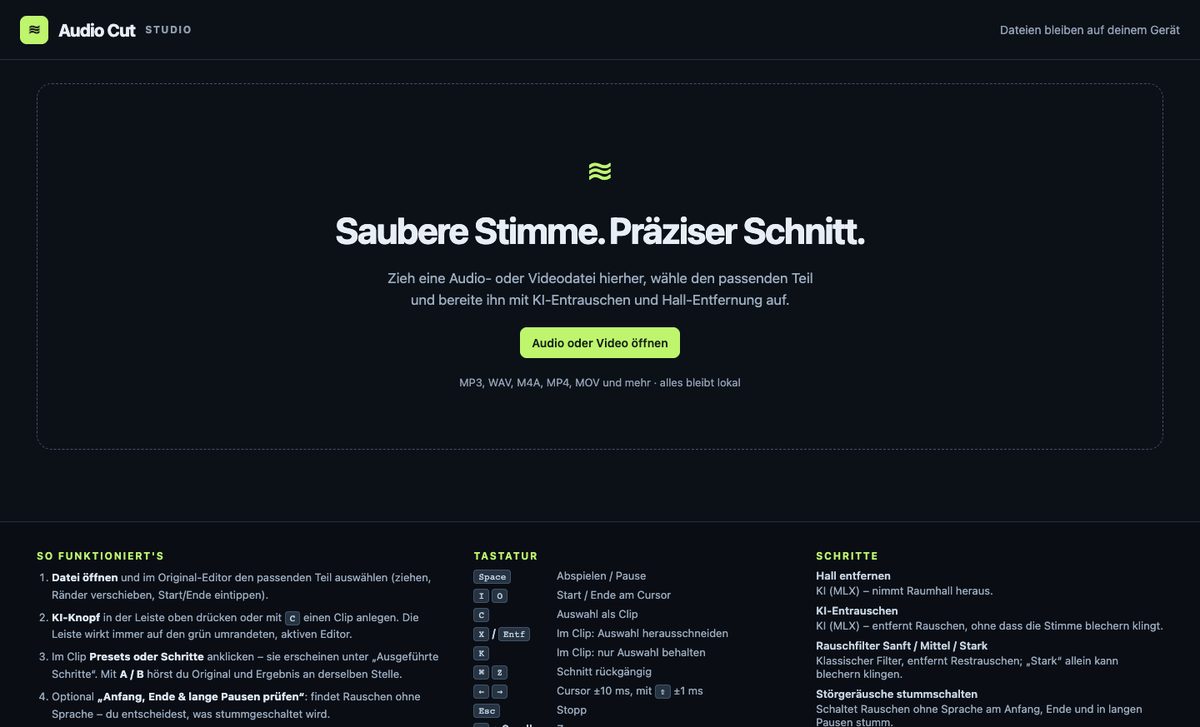 Audio Cut STUDIO
Dateien bleiben auf deinem Gerät
Saubere Stimme. Präziser Schnitt.
Zieh eine Audio- oder Videodatei hierher, wähle den passenden Teil
und bereite ihn mit KI-Entrauschen und Hall-Entfernung auf.
Audio oder Video öffnen
MP3, WAV, M4A, MP4, MOV und mehr · alles bleibt lokal
SO FUNKTIONIERT'S
1. Datei öffnen und im Original-Editor den passenden Teil auswählen (ziehen,
Ränder verschieben, Start/Ende eintippen).
2. KI-Knopf in der Leiste oben drücken oder mit C einen Clip anlegen. Die
Leiste wirkt immer auf den grün umrandeten, aktiven Editor.
3. Im Clip Presets oder Schritte anklicken – sie erscheinen unter „Ausgeführte
Schritte“. Mit A / B hörst du Original und Ergebnis an derselben Stelle.
4. Optional „Anfang, Ende & lange Pausen prüfen“: findet Rauschen ohne
Sprache – du entscheidest, was stummgeschaltet wird.
TASTATUR
Space Abspielen / Pause
I O Start / Ende am Cursor
C Auswahl als Clip
X / Entf Im Clip: Auswahl herausschneiden
K Im Clip: nur Auswahl behalten
⌘ Z Schnitt rückgängig
← → Cursor ±10 ms, mit ⇧ ±1 ms
Esc Stopp
SCHRITTE
Hall entfernen
KI (MLX) – nimmt Raumhall heraus.
KI-Entrauschen
KI (MLX) – entfernt Rauschen, ohne dass die Stimme blechern klingt.
Rauschfilter Sanft / Mittel / Stark
Klassischer Filter, entfernt Restrauschen; „Stark“ allein kann
blechern klingen.
Störgeräusche stummschalten
Schaltet Rauschen ohne Sprache am Anfang, Ende und in langen
Pausen stumm.